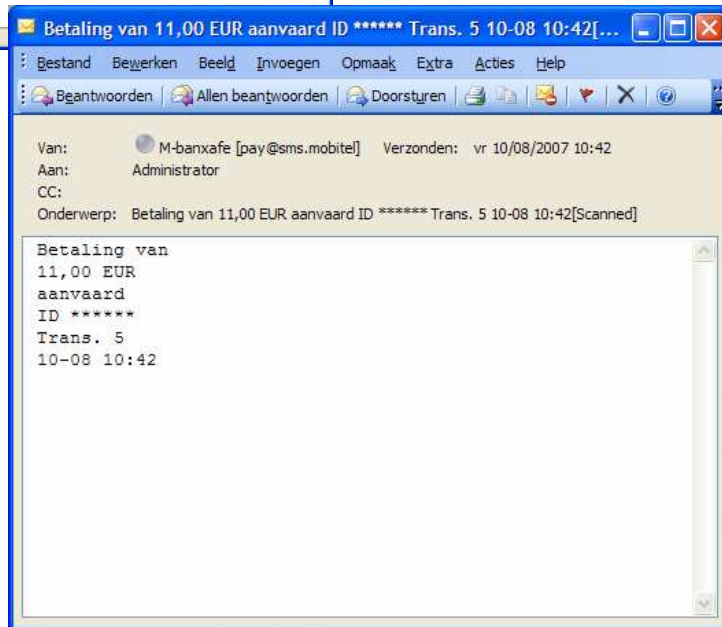 Betaling van 11,00 EUR aanvaard ID ****** Trans. 5 10-08 10:42[...
Bestand Bewerken Beeld Invoegen Opmaak Extra Acties Help
Beantwoorden Allen beantwoorden Doorsturen
Van: M-banxafe [pay@sms.mobitel] Verzonden: vr 10/08/2007 10:42
Aan: Administrator
CC:
Onderwerp: Betaling van 11,00 EUR aanvaard ID ****** Trans. 5 10-08 10:42[Scanned]
Betaling van
11,00 EUR
aanvaard
ID ******
Trans. 5
10-08 10:42